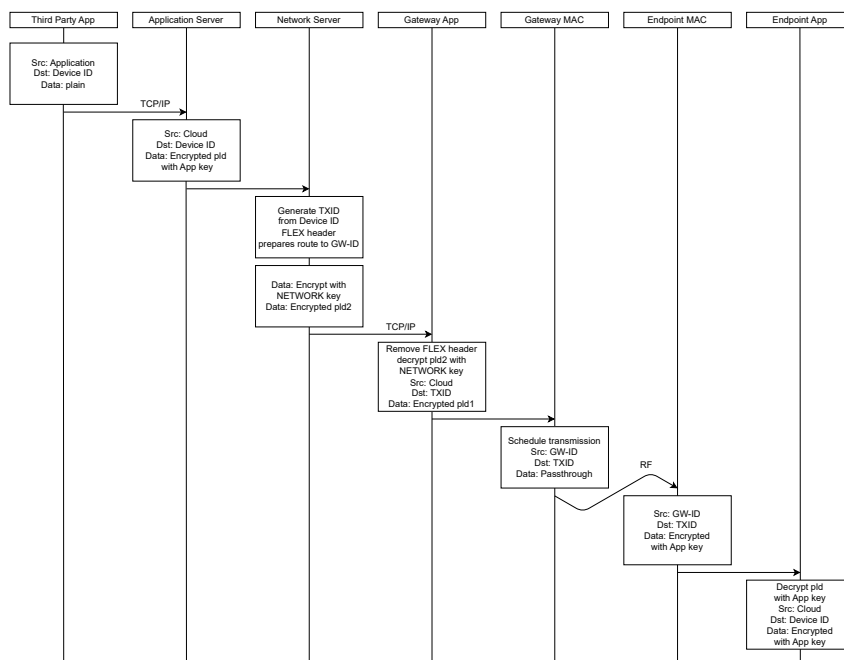 Third Party App
Application Server
Network Server
Gateway App
Gateway MAC
Endpoint MAC
Endpoint App
Src: Application
Dst: Device ID
Data: plain
TCP/IP
Src: Cloud
Dst: Device ID
Data: Encrypted pld
with App key
Generate TXID
from Device ID
FLEX header
prepares route to GW-ID
Data: Encrypt with
NETWORK key
Data: Encrypted pld2
TCP/IP
Remove FLEX header
decrypt pld2 with
NETWORK key
Src: Cloud
Dst: TXID
Data: Encrypted pld1
Schedule transmission
Src: GW-ID
Dst: TXID
Data: Passthrough
RF
Src: GW-ID
Dst: TXID
Data: Encrypted
with App key
Decrypt pld
with App key
Src: Cloud
Dst: Device ID
Data: Encrypted
with App key